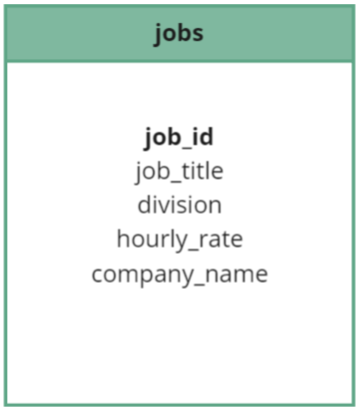 jobs
job_id
job_title
division
hourly_rate
company_name